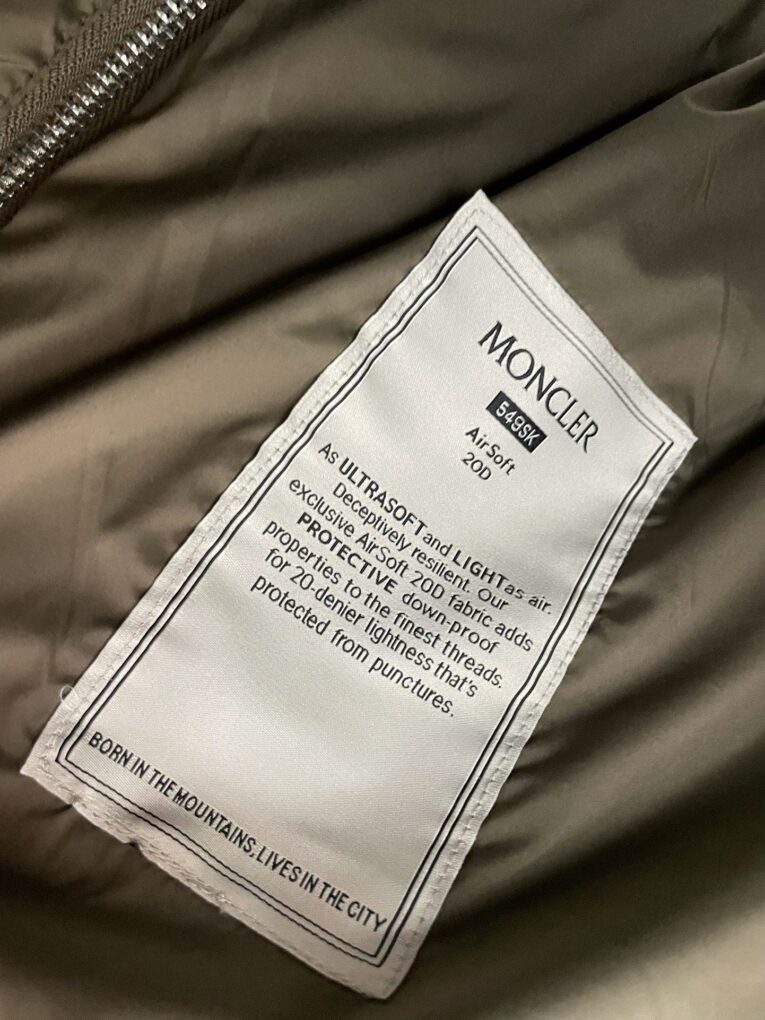 MONCLER
549SK
AirSoft
20D
As ULTRASOFT and LIGHT as air.
Deceptively resilient. Our
exclusive AirSoft 20D fabric adds
PROTECTIVE down-proof
properties to the finest threads.
for 20-denier lightness that's
protected from punctures.
BORN IN THE MOUNTAINS, LIVES IN THE CITY